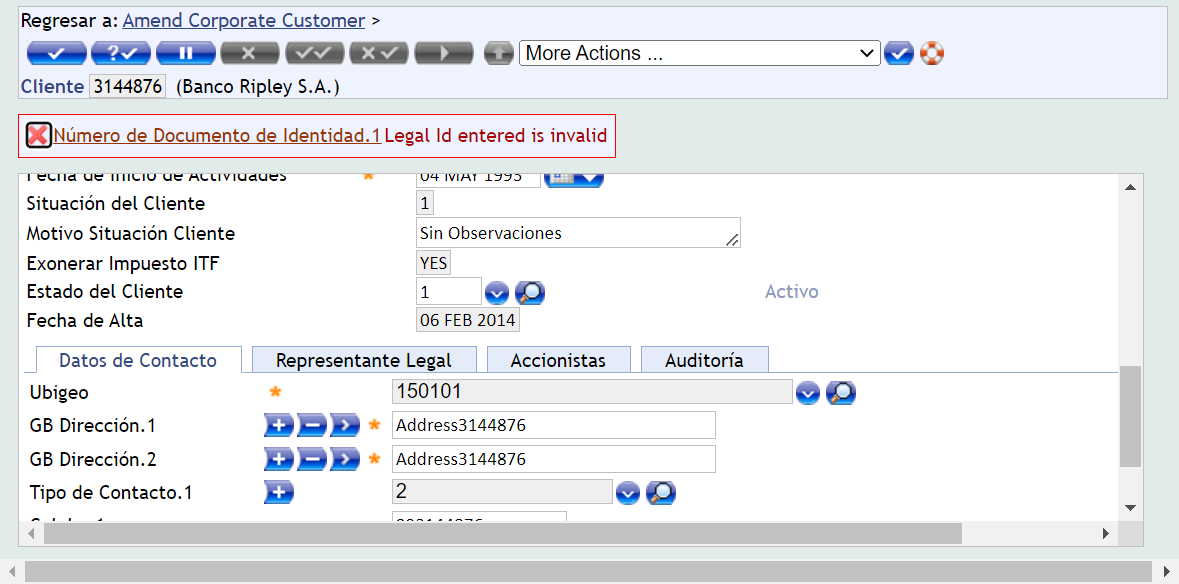 Regresar a: Amend Corporate Customer >
More Actions ...
Cliente 3144876 (Banco Ripley S.A.)
Número de Documento de Identidad.1 Legal Id entered is invalid
Fecha de Inicio de Actividades * 04 MAY 1993
Situación del Cliente 1
Motivo Situación Cliente Sin Observaciones
Exonerar Impuesto ITF YES
Estado del Cliente 1 Activo
Fecha de Alta 06 FEB 2014
Datos de Contacto Representante Legal Accionistas Auditoría
Ubigeo * 150101
GB Dirección.1 * Address3144876
GB Dirección.2 * Address3144876
Tipo de Contacto.1 2